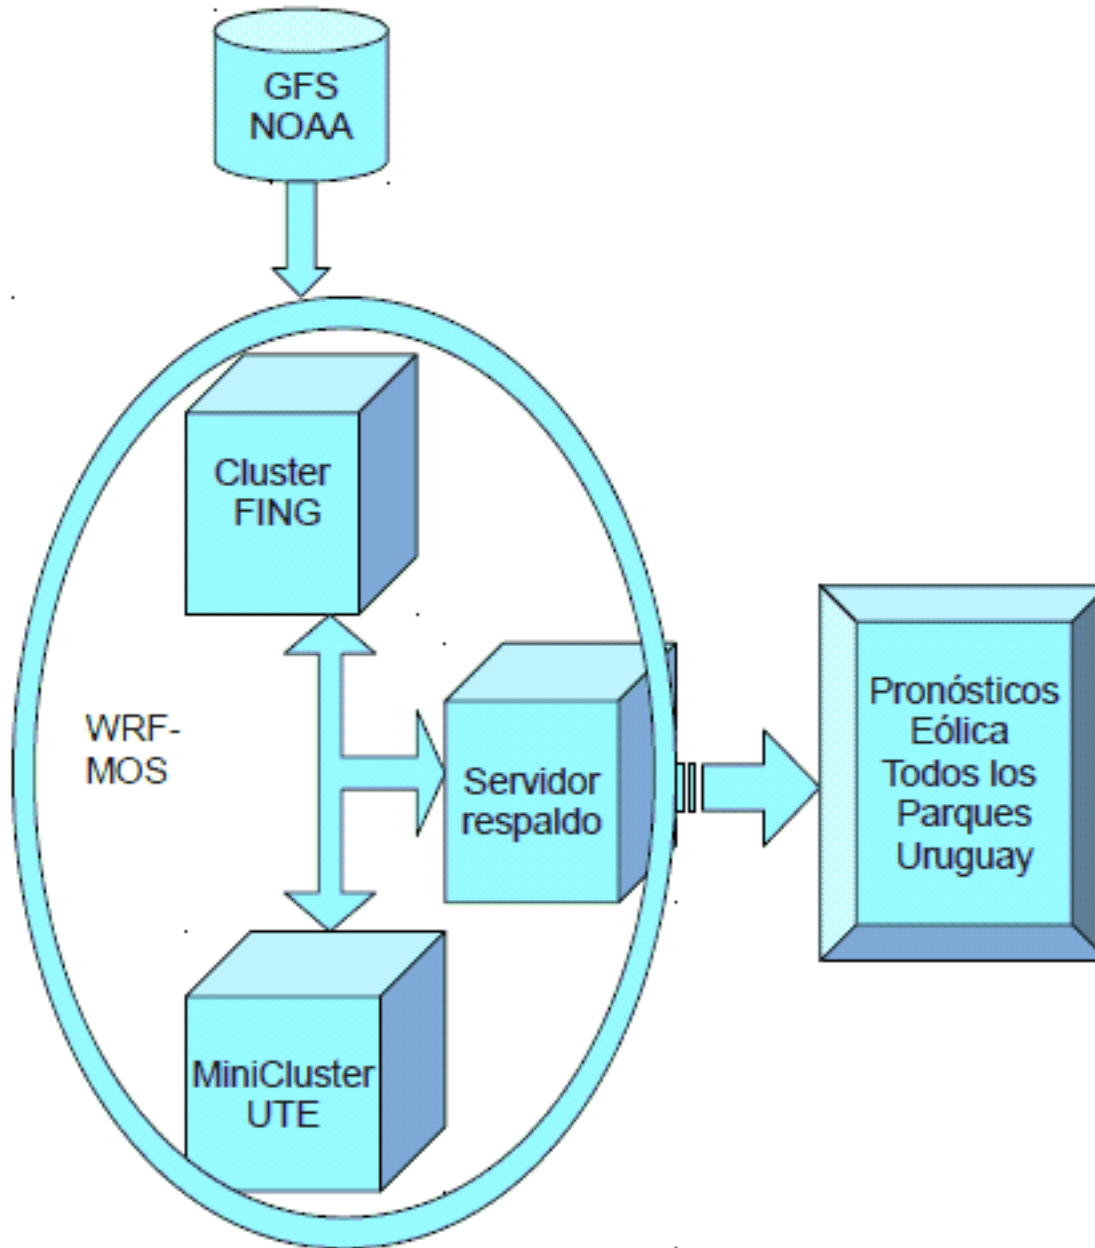 GFS
NOAA
Cluster
FING
WRF-
MOS
Servidor
respaldo
Pronósticos
Eólica
Todos los
Parques
Uruguay
MiniCluster
UTE